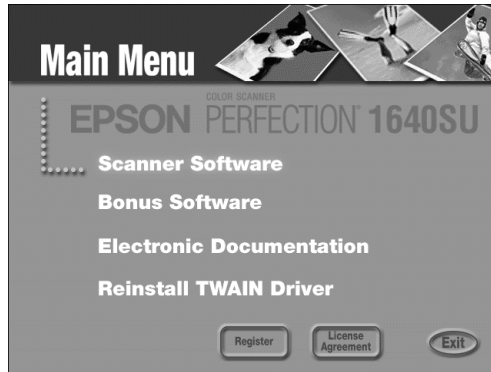 Main Menu
COLOR SCANNER
EPSON PERFECTION® 1640SU
Scanner Software
Bonus Software
Electronic Documentation
Reinstall TWAIN Driver
Register
License
Agreement
Exit